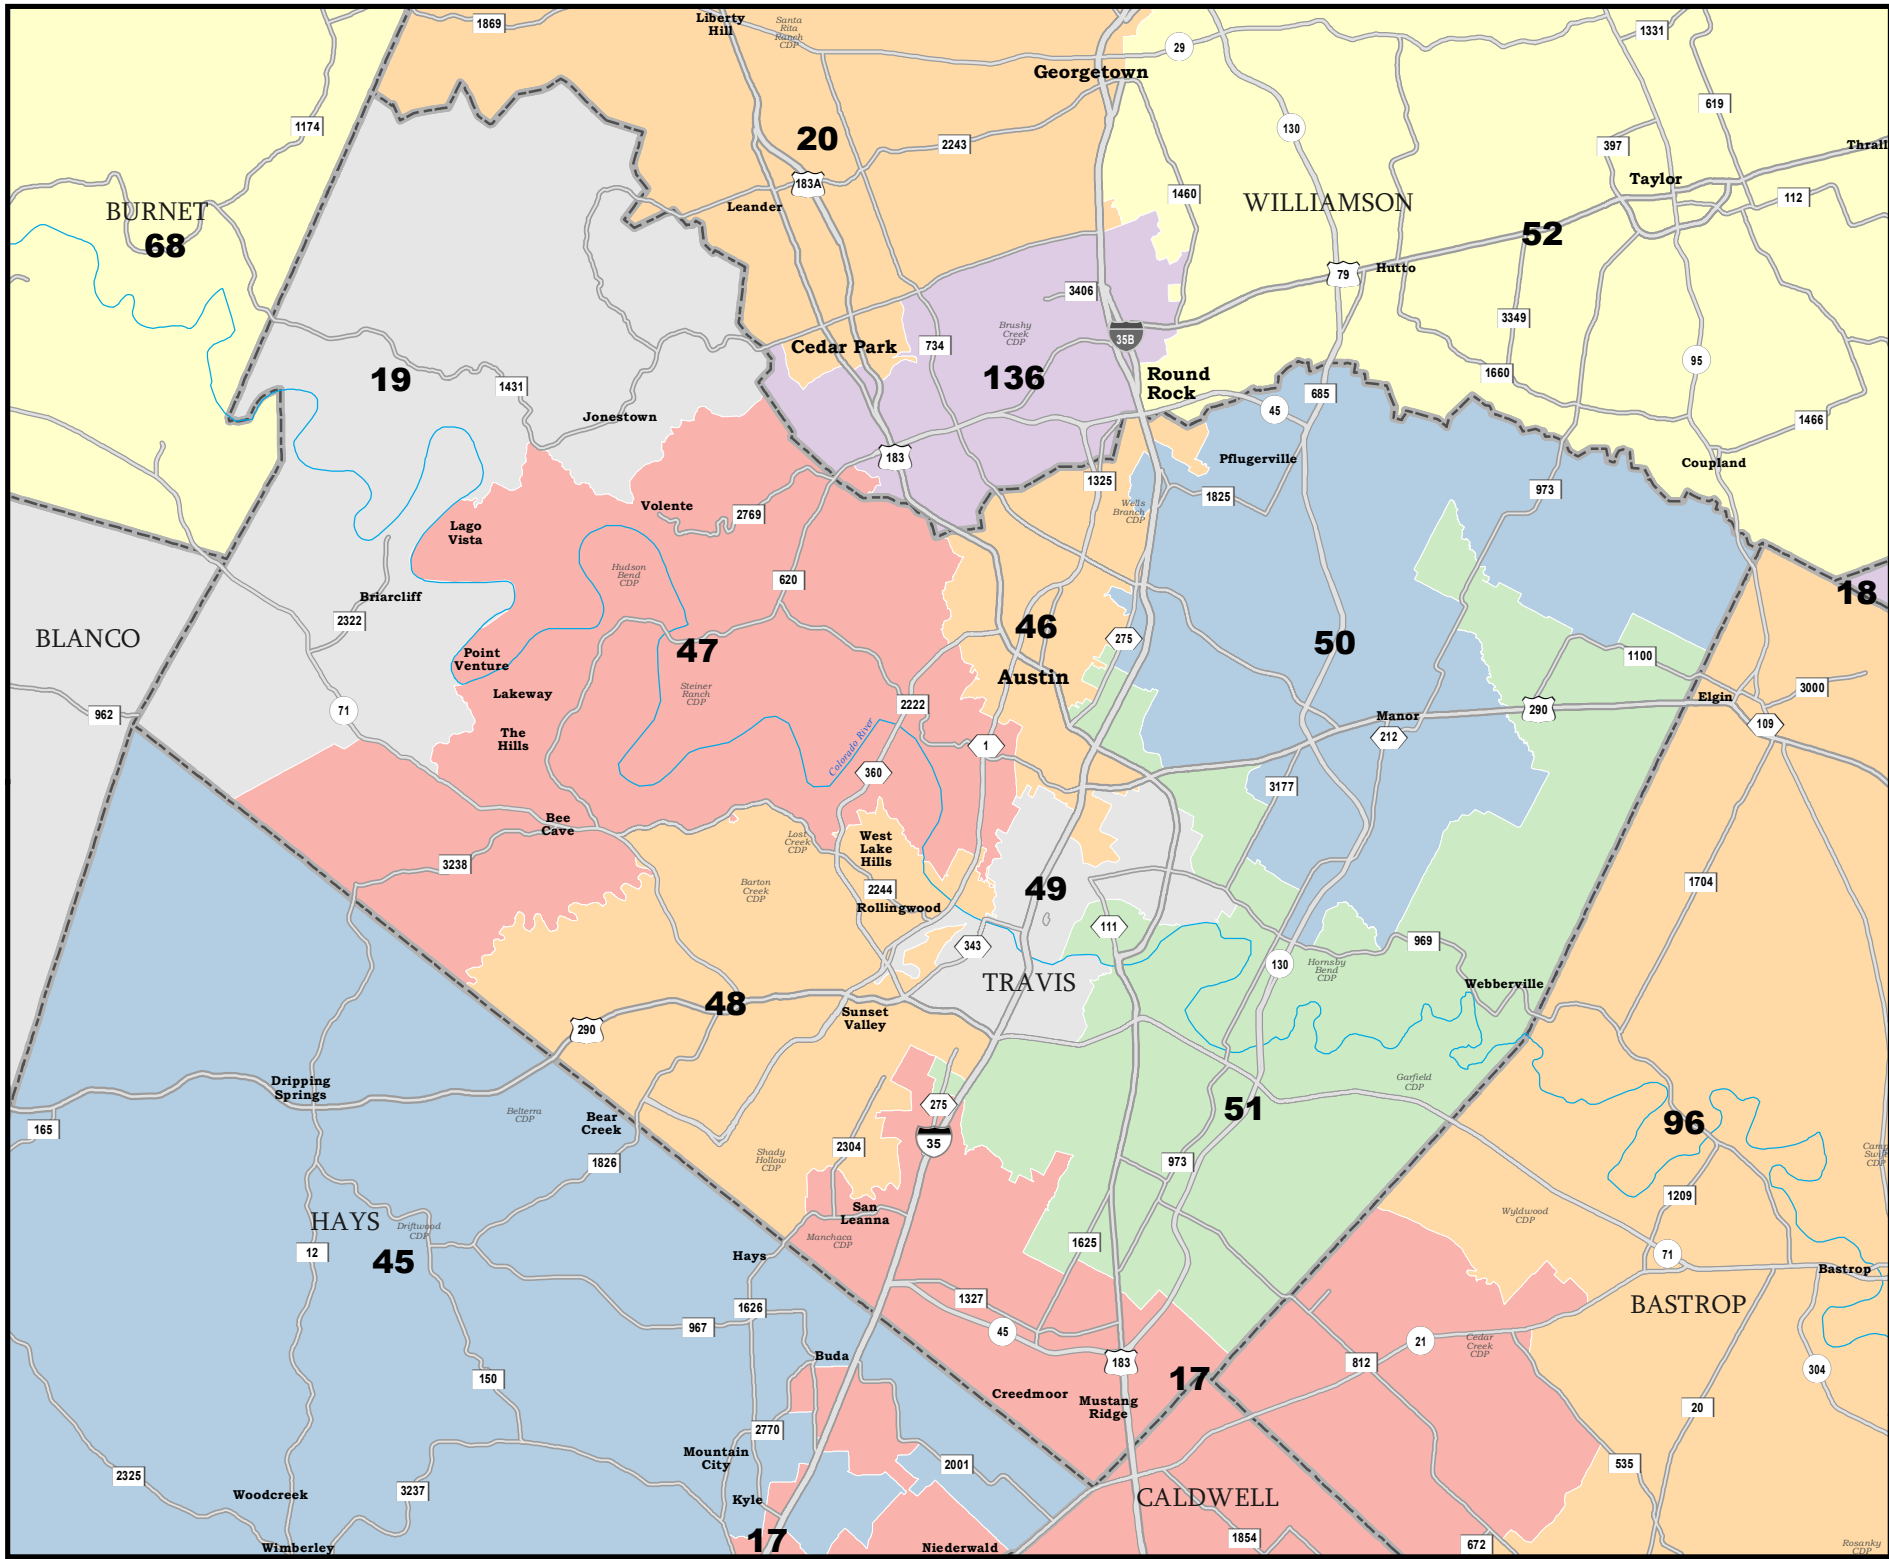 1869
Liberty
Hill
Santa
Rita
Ranch
CDP
29
1331
Georgetown
619
1174
130
20
2243
397
Thrall
Taylor
183A
1460
112
Leander
WILLIAMSON
BURNET
68
52
79
Hutto
3406
3349
Brushy
Creek
CDP
35B
Cedar Park
734
95
19
1431
136
Round
Rock
1660
685
45
Jonestown
1466
183
Pflugerville
Coupland
1325
1825
973
Volente
2769
Wells
Branch
CDP
Lago
Vista
Hudson
Bend
CDP
620
18
Briarcliff
2322
46
275
BLANCO
47
50
Point
Venture
1100
Austin
Lakeway
Steiner
Ranch
CDP
Elgin
3000
962
71
2222
290
Manor
109
The
Hills
212
1
Colorado River
360
3177
Bee
Cave
Lost
Creek
CDP
West
Lake
Hills
3238
1704
Barton
Creek
CDP
2244
49
Rollingwood
111
343
969
130
Hornsby
Bend
CDP
TRAVIS
Webberville
48
Sunset
Valley
290
Dripping
Springs
Garfield
CDP
Belterra
CDP
Bear
Creek
275
51
96
165
35
2304
Shady
Hollow
CDP
1826
973
1209
San
Leanna
Wyldwood
CDP
HAYS
Driftwood
CDP
Manchaca
CDP
1625
12
45
Hays
71
Bastrop
1327
BASTROP
1626
967
45
21
Cedar
Creek
CDP
Buda
183
812
304
150
17
Creedmoor
Mustang
Ridge
20
2770
Mountain
City
2001
535
2325
Woodcreek
3237
Kyle
CALDWELL
17
1854
672
Wimberley
Niederwald
Rosanky
CDP